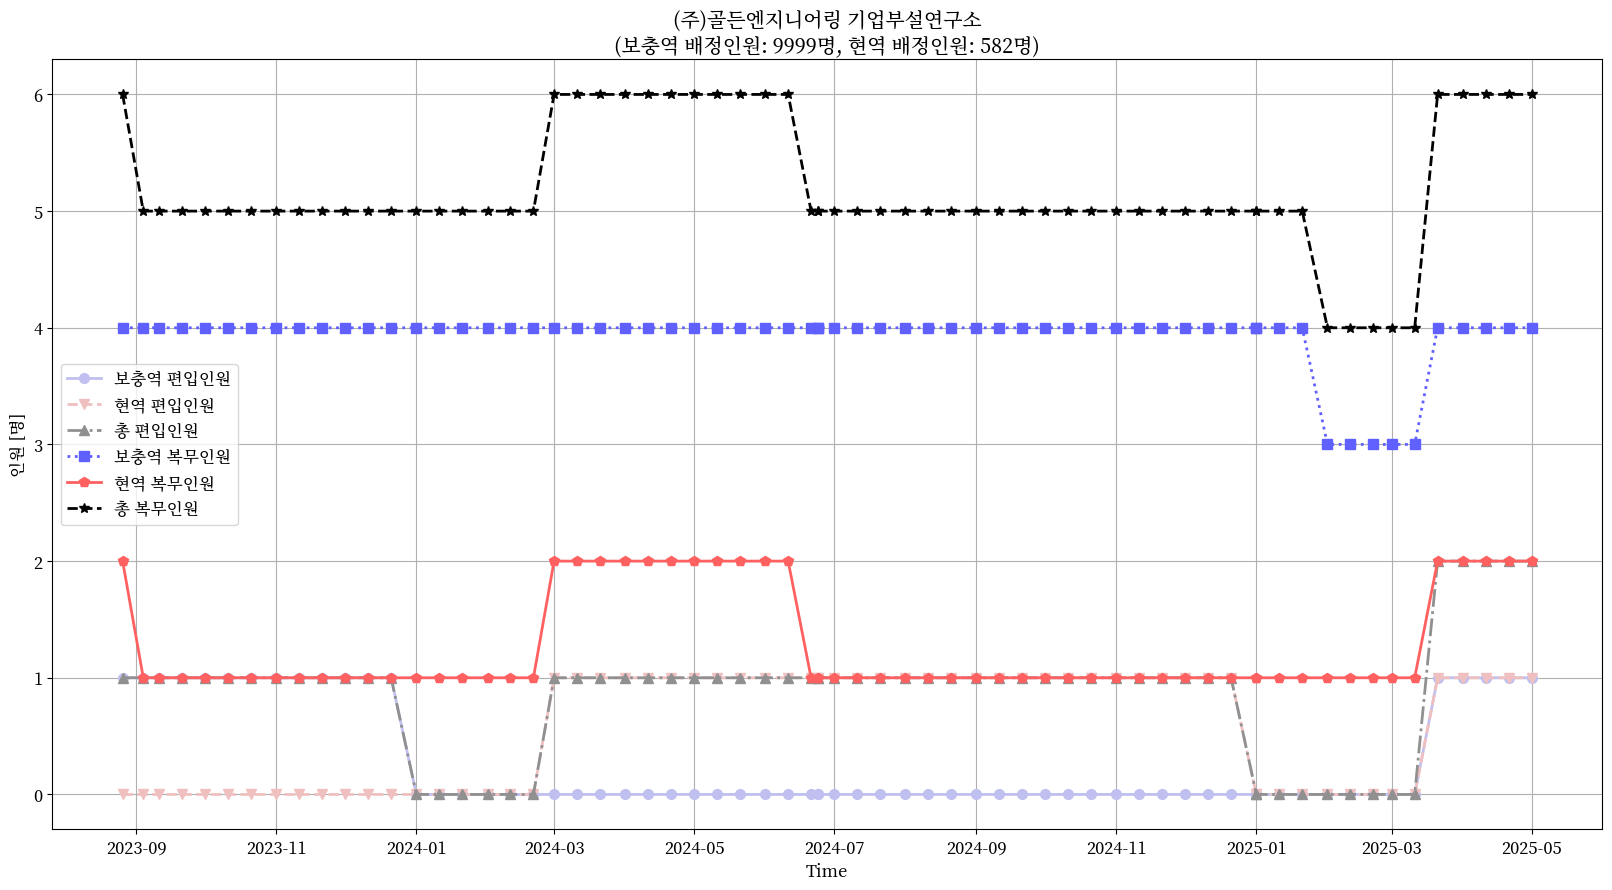 (주)골든엔지니어링 기업부설연구소
(보충역 배정인원: 9999명, 현역 배정인원: 582명)
인원 [명]
6
5
4
3
2
1
0
보충역 편입인원
현역 편입인원
총 편입인원
보충역 복무인원
현역 복무인원
총 복무인원
2023-09 2023-11 2024-01 2024-03 2024-05 2024-07 2024-09 2024-11 2025-01 2025-03 2025-05
Time